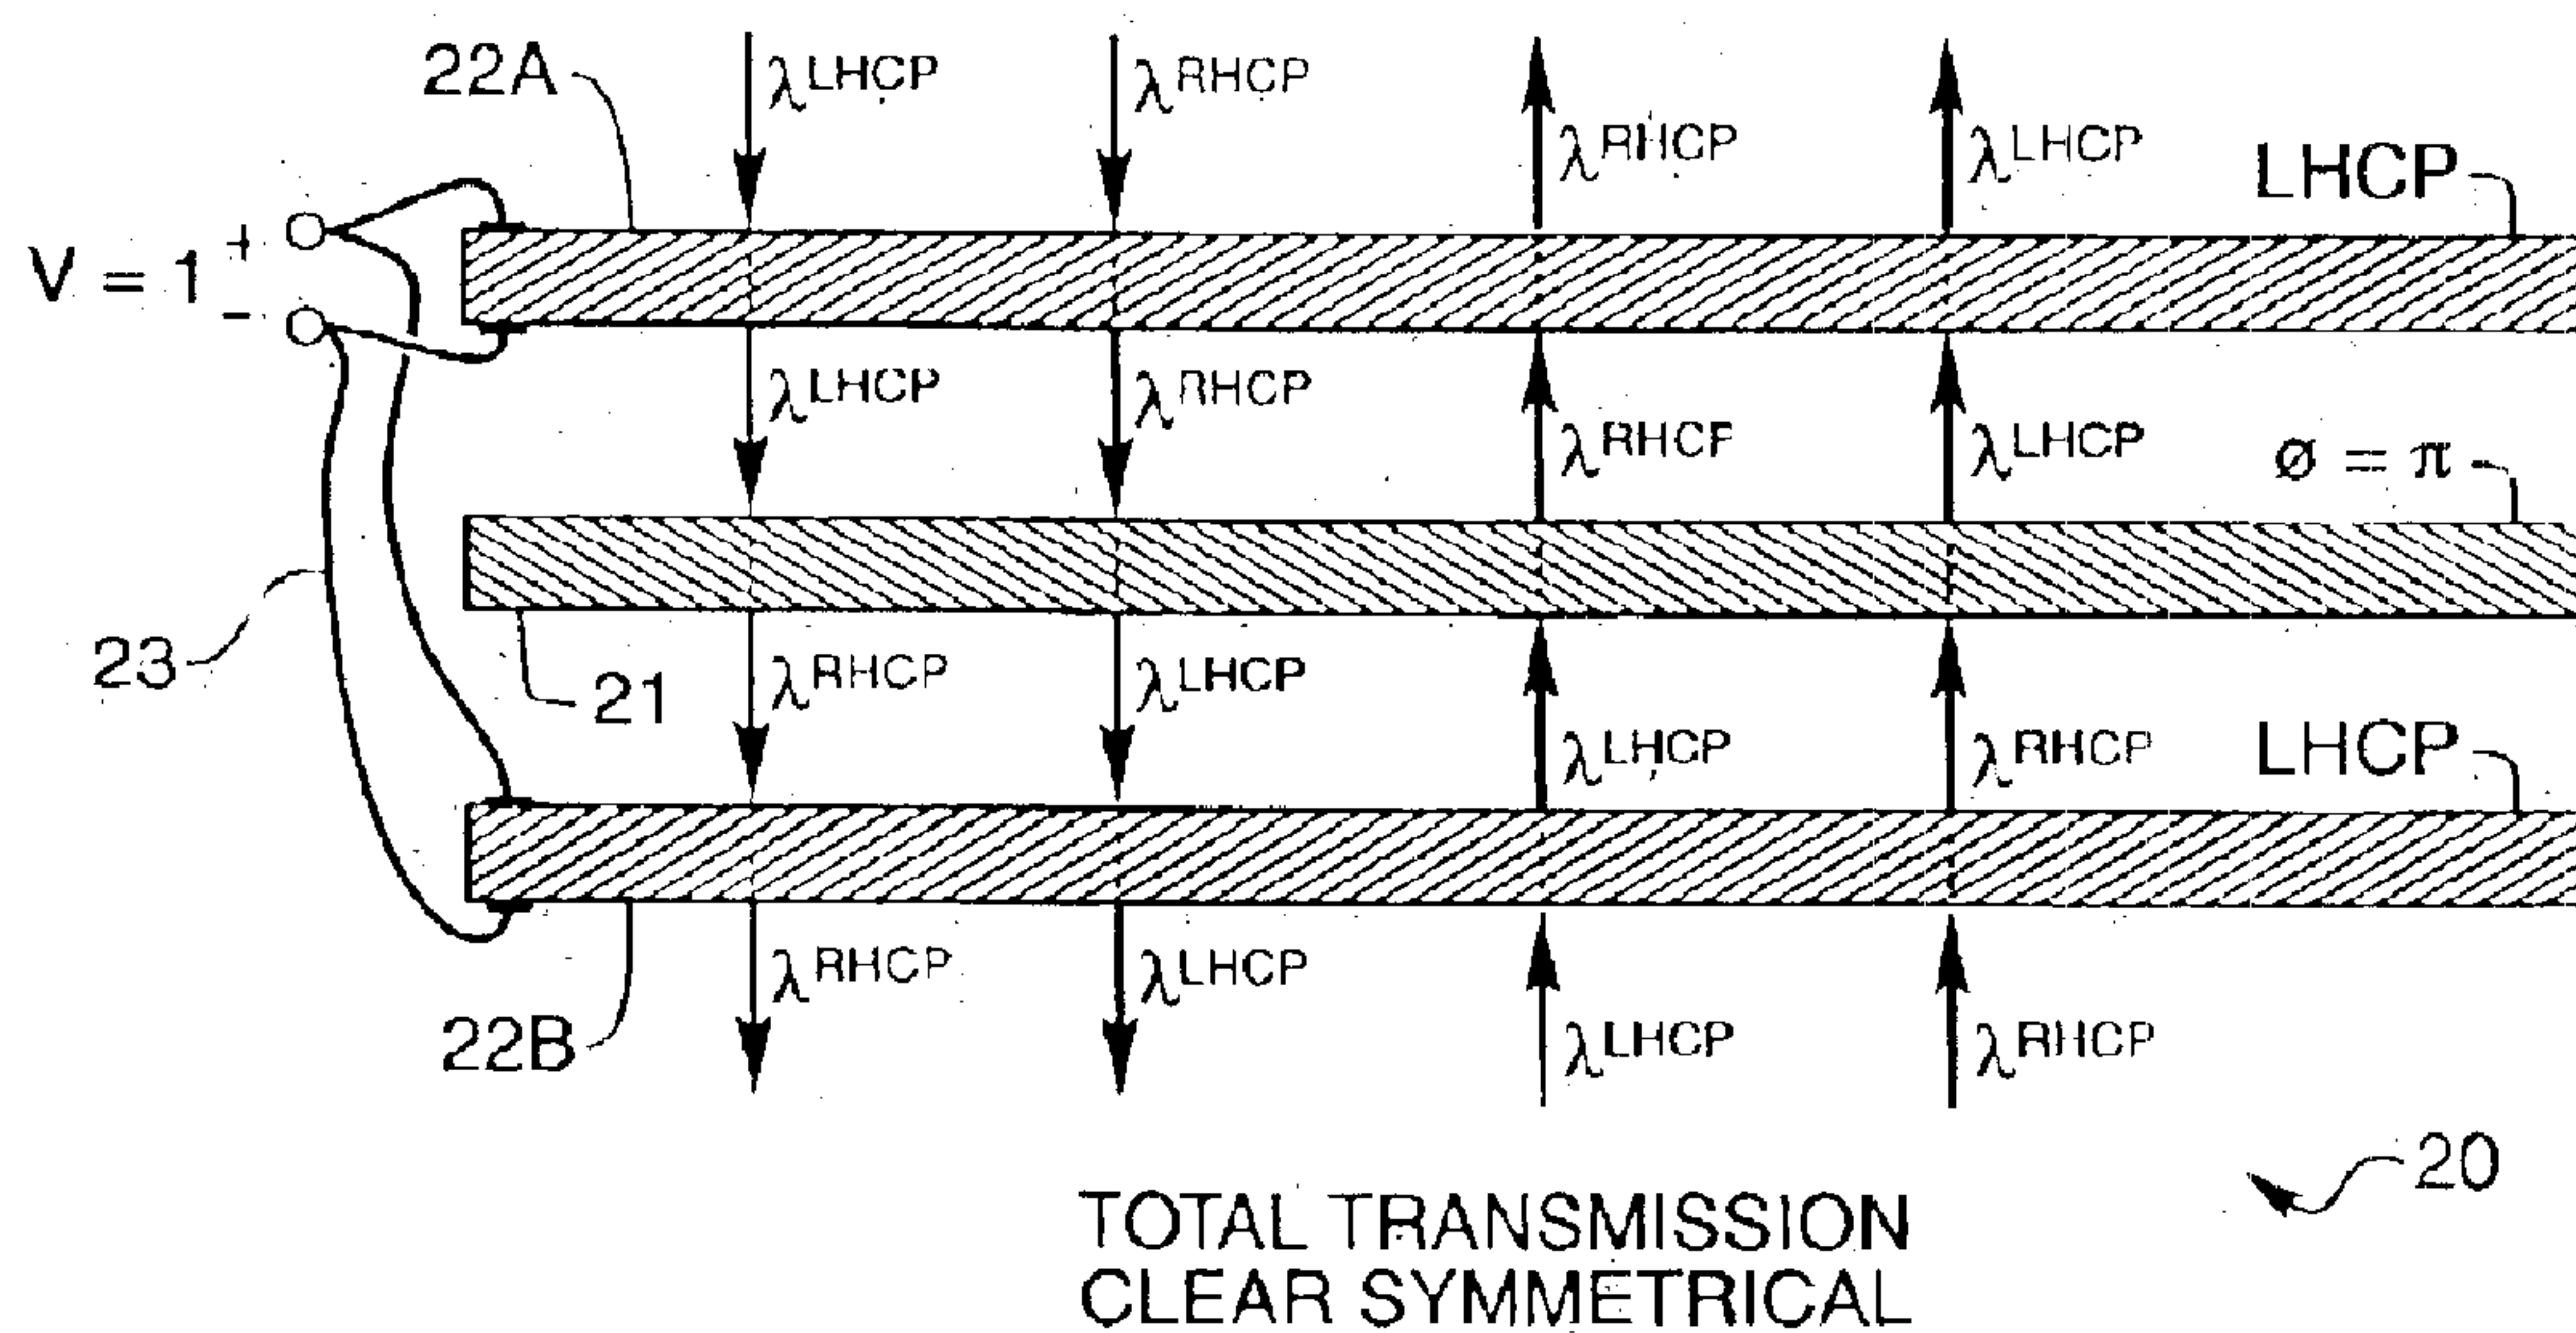 22A
λLHCP
λRHCP
λRHCP
λLHCP
LHCP
V = 1
+
-
λLHCP
λRHCP
λRHCP
λLHCP
ø = π
23
21
λRHCP
λLHCP
λLHCP
λRHCP
LHCP
22B
λRHCP
λLHCP
λLHCP
λRHCP
20
TOTAL TRANSMISSION
CLEAR SYMMETRICAL